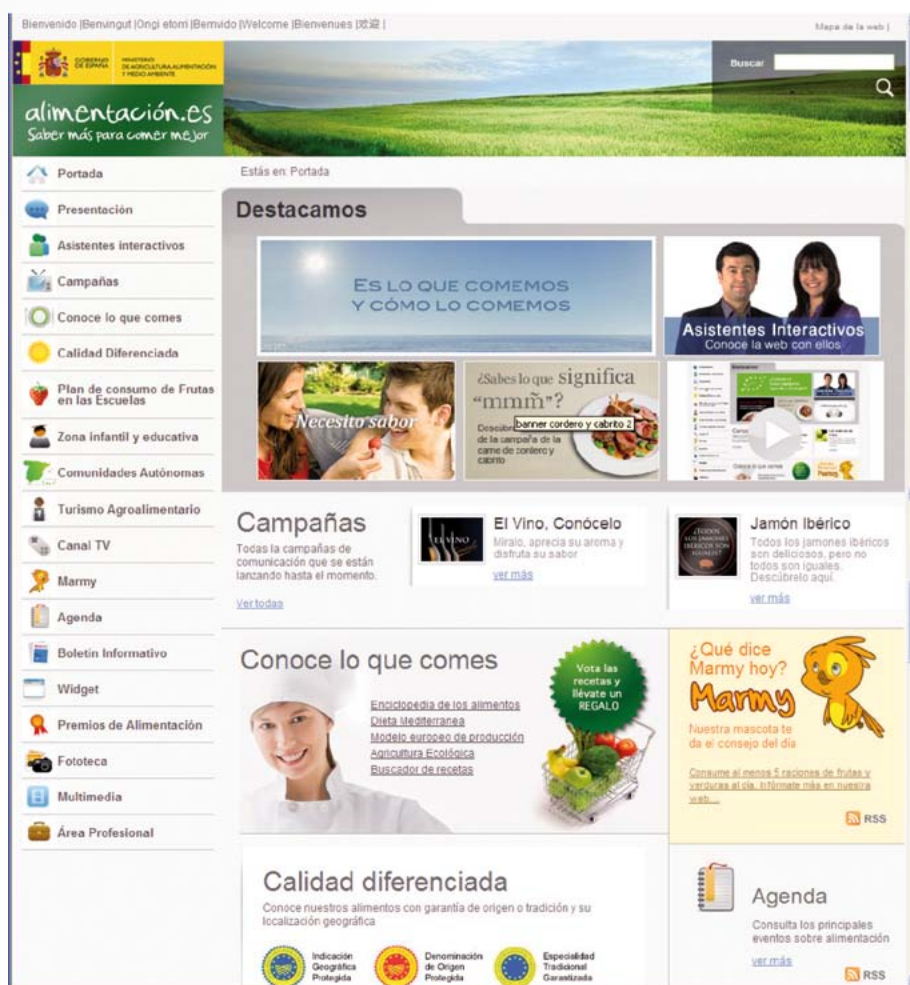 Bienvenido |Benvingut |Ongi etorri |Benvido |Welcome |Bienvenues |欢迎 |
Mapa de la web |
GOBIERNO DE ESPAÑA
MINISTERIO
DE AGRICULTURA, ALIMENTACIÓN
Y MEDIO AMBIENTE
Buscar
alimentación.es
Saber más para comer mejor
Portada
Presentación
Asistentes interactivos
Campañas
Conoce lo que comes
Calidad Diferenciada
Plan de consumo de Frutas
en las Escuelas
Zona infantil y educativa
Comunidades Autónomas
Turismo Agroalimentario
Canal TV
Marmy
Agenda
Boletín Informativo
Widget
Premios de Alimentación
Fototeca
Multimedia
Área Profesional
Estás en: Portada
Destacamos
ES LO QUE COMEMOS
Y CÓMO LO COMEMOS
Asistentes Interactivos
Conoce la web con ellos
Necesito sabor
¿Sabes lo que significa
"mmm̃"?
banner cordero y cabrito 2
de la campaña de la
carne de cordero y
cabrito
Campañas
Todas la campañas de
comunicación que se están
lanzando hasta el momento.
Ver todas
EL VINO
El Vino, Conócelo
Míralo, aprecia su aroma y
disfruta su sabor
ver más
¿TODOS
LOS JAMONES
IBÉRICOS SON
IGUALES?
Jamón Ibérico
Todos los jamones ibéricos
son deliciosos, pero no
todos son iguales.
Descúbrelo aquí.
ver más
Conoce lo que comes
Enciclopedia de los alimentos
Dieta Mediterranea
Modelo europeo de producción
Agricultura Ecológica
Buscador de recetas
Vota las
recetas y
llévate un
REGALO
¿Qué dice
Marmy hoy?
Marmy
Nuestra mascota te
da el consejo del día
Consume al menos 5 raciones de frutas y
verduras al día. Infórmate más en nuestra
web...
RSS
Calidad diferenciada
Conoce nuestros alimentos con garantía de origen o tradición y su
localización geográfica
Indicación
Geográfica
Protegida
Denominación
de Origen
Protegida
Especialidad
Tradicional
Garantizada
Agenda
Consulta los principales
eventos sobre alimentación
ver más
RSS